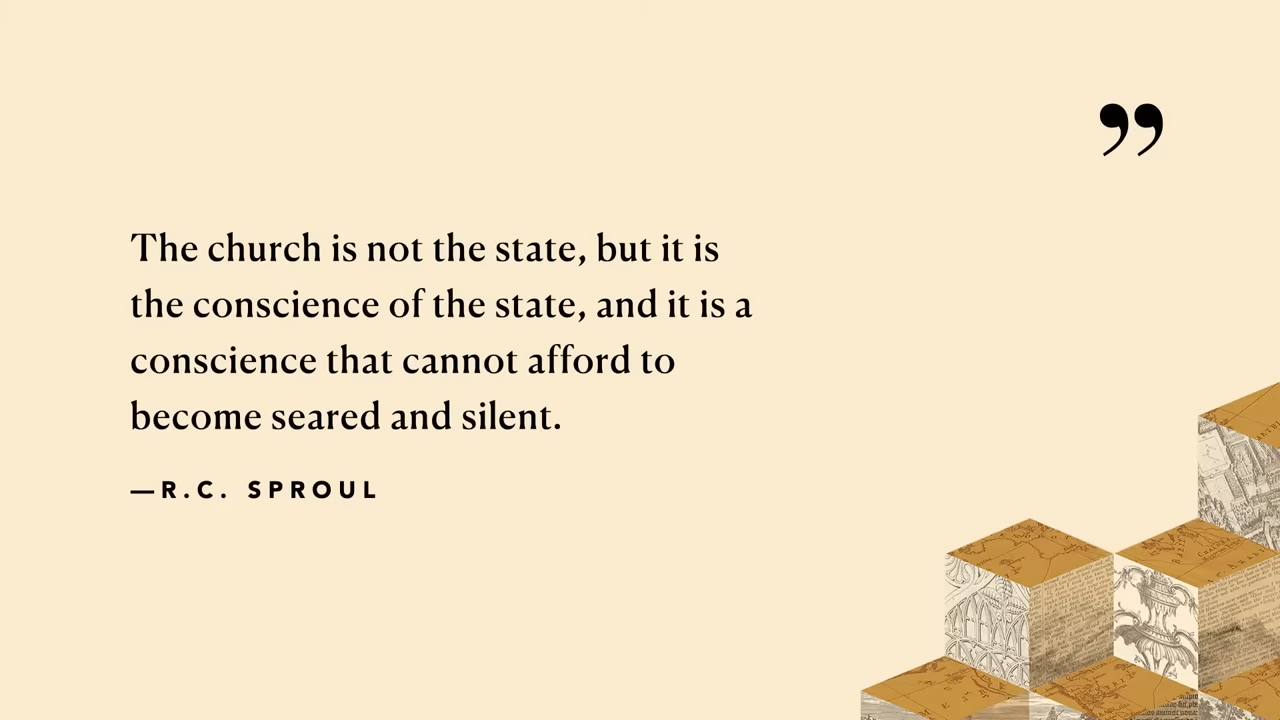 ”
The church is not the state, but it is
the conscience of the state, and it is a
conscience that cannot afford to
become seared and silent.
—R.C. SPROUL